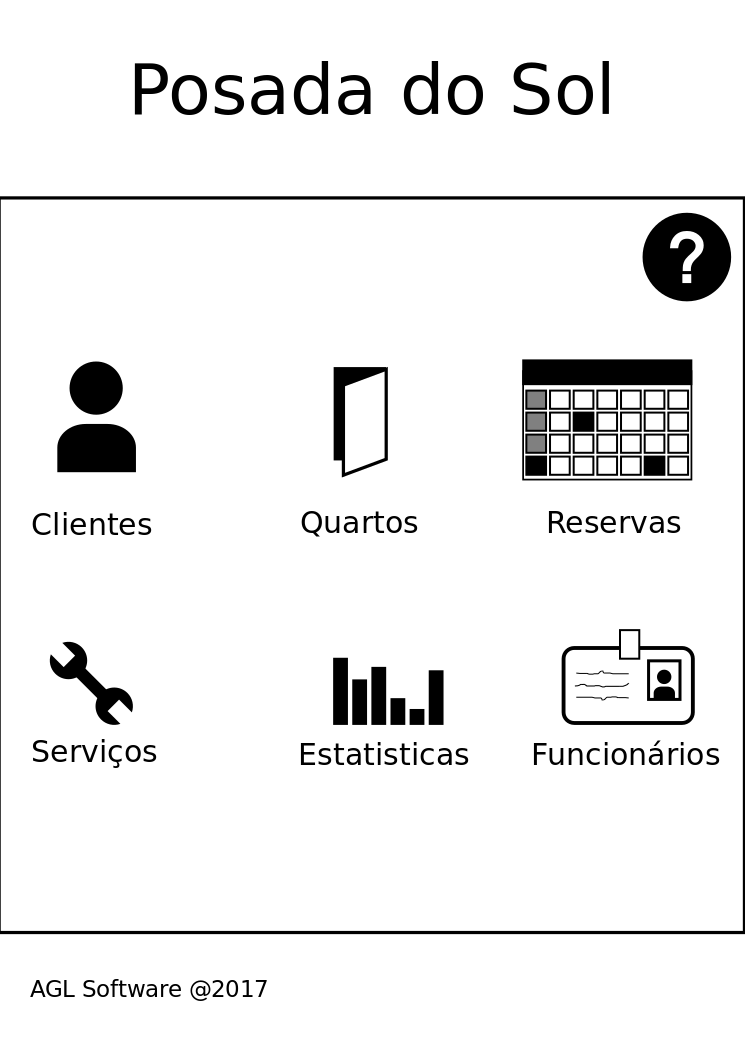 Posada do Sol
?
Clientes
Quartos
Reservas
Serviços
Estatisticas
Funcionários
AGL Software @2017